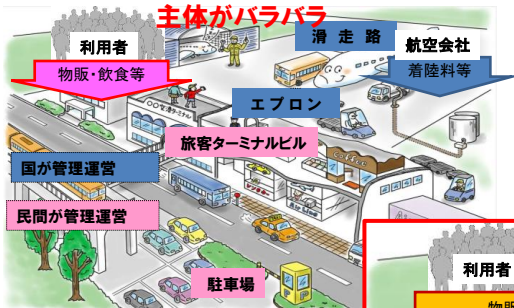 主体がバラバラ
利用者
物販・飲食等
滑走路
航空会社
着陸料等
エプロン
旅客ターミナルビル
国が管理運営
民間が管理運営
駐車場
利用者
物販